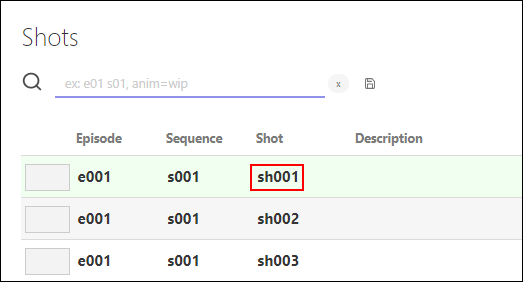 Shots
ex: e01 s01, anim=wip x
Episode Sequence Shot Description
e001 s001 sh001
e001 s001 sh002
e001 s001 sh003